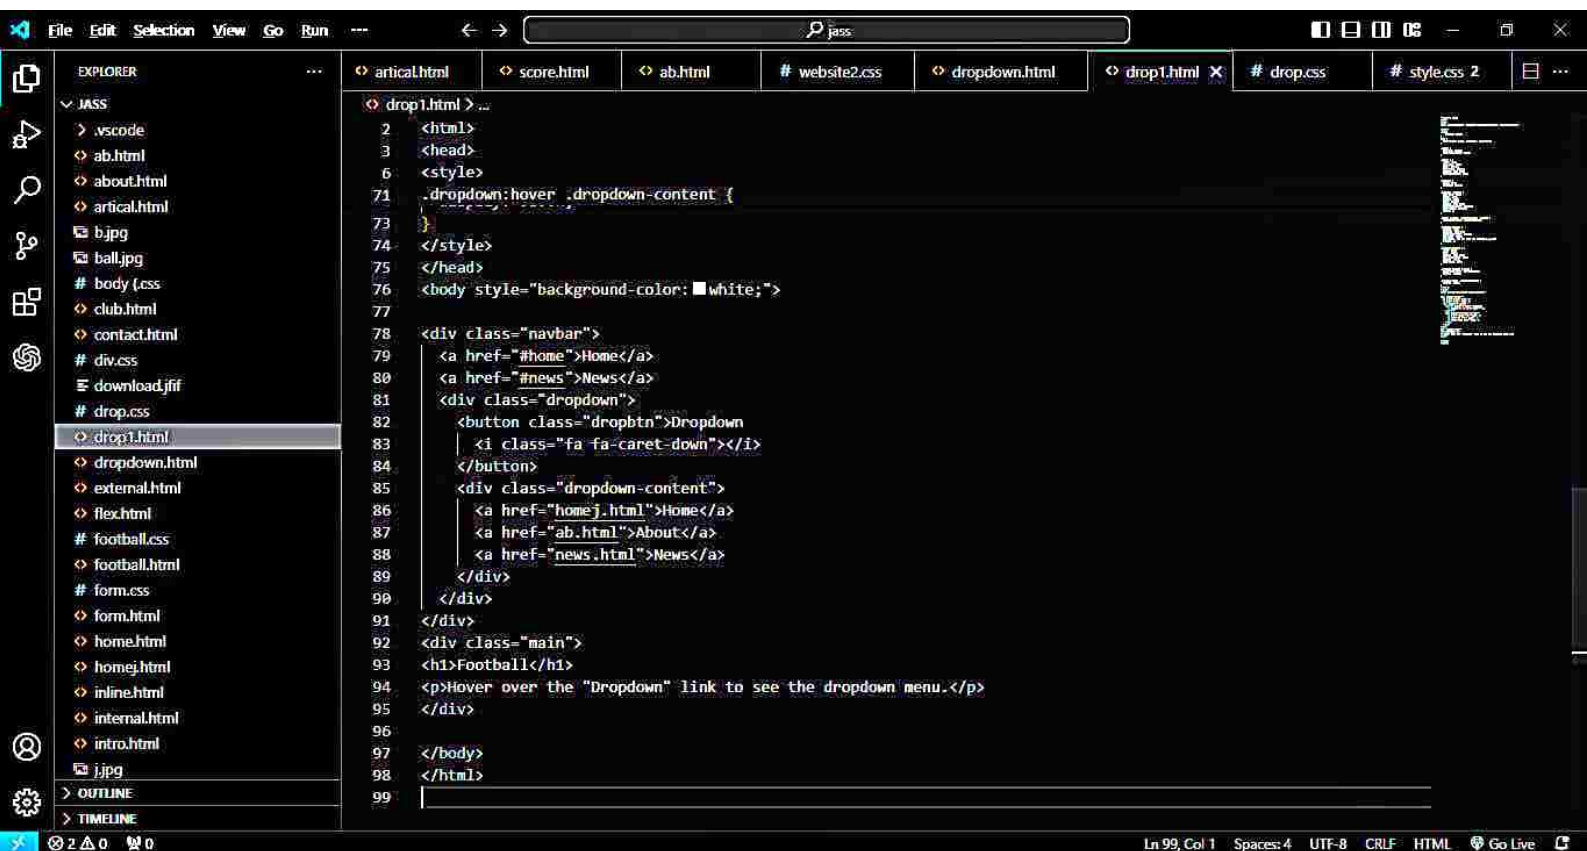 File Edit Selection View Go Run ... jass
EXPLORER ...
JASS
.vscode
ab.html
about.html
artical.html
b.jpg
ball.jpg
body {.css
club.html
contact.html
div.css
download.jfif
drop.css
drop1.html
dropdown.html
external.html
flex.html
football.css
football.html
form.css
form.html
home.html
homej.html
inline.html
internal.html
intro.html
j.jpg
OUTLINE
TIMELINE
artical.html score.html ab.html # website2.css dropdown.html drop1.html # drop.css # style.css 2 ...
drop1.html > ...
2 <html>
3 <head>
6 <style>
71 .dropdown:hover .dropdown-content {
73 }
74 </style>
75 </head>
76 <body style="background-color: white;">
77
78 <div class="navbar">
79 <a href="#home">Home</a>
80 <a href="#news">News</a>
81 <div class="dropdown">
82 <button class="dropbtn">Dropdown
83 <i class="fa fa-caret-down"></i>
84 </button>
85 <div class="dropdown-content">
86 <a href="homej.html">Home</a>
87 <a href="ab.html">About</a>
88 <a href="news.html">News</a>
89 </div>
90 </div>
91 </div>
92 <div class="main">
93 <h1>Football</h1>
94 <p>Hover over the "Dropdown" link to see the dropdown menu.</p>
95 </div>
96
97 </body>
98 </html>
99
2 0 0 Ln 99, Col 1 Spaces: 4 UTF-8 CRLF HTML Go Live